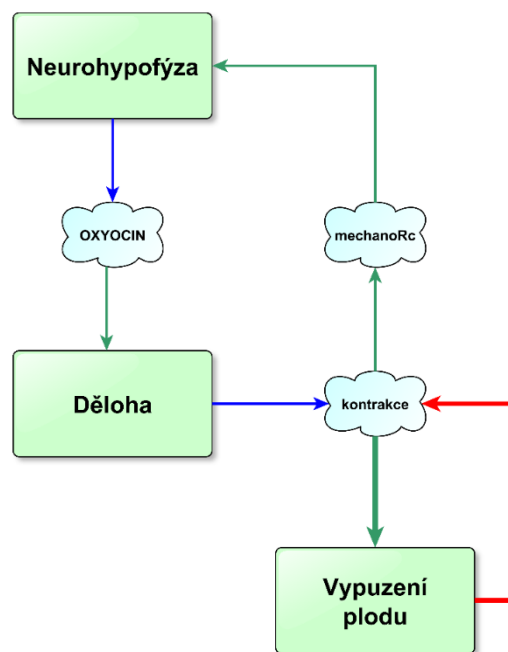 Neurohypofýza
OXYOCIN
mechanoRc
Děloha
kontrakce
Vypuzení
plodu